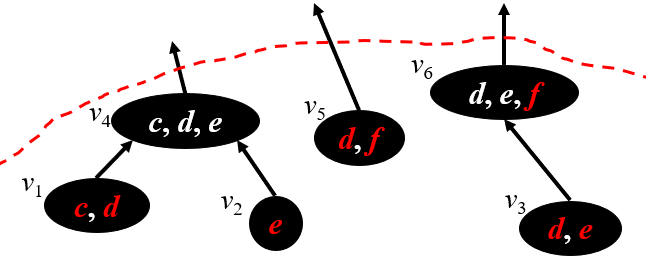 v6
d, e, f
v4
c, d, e
v5
d, f
v1
c, d
v2
e
v3
d, e